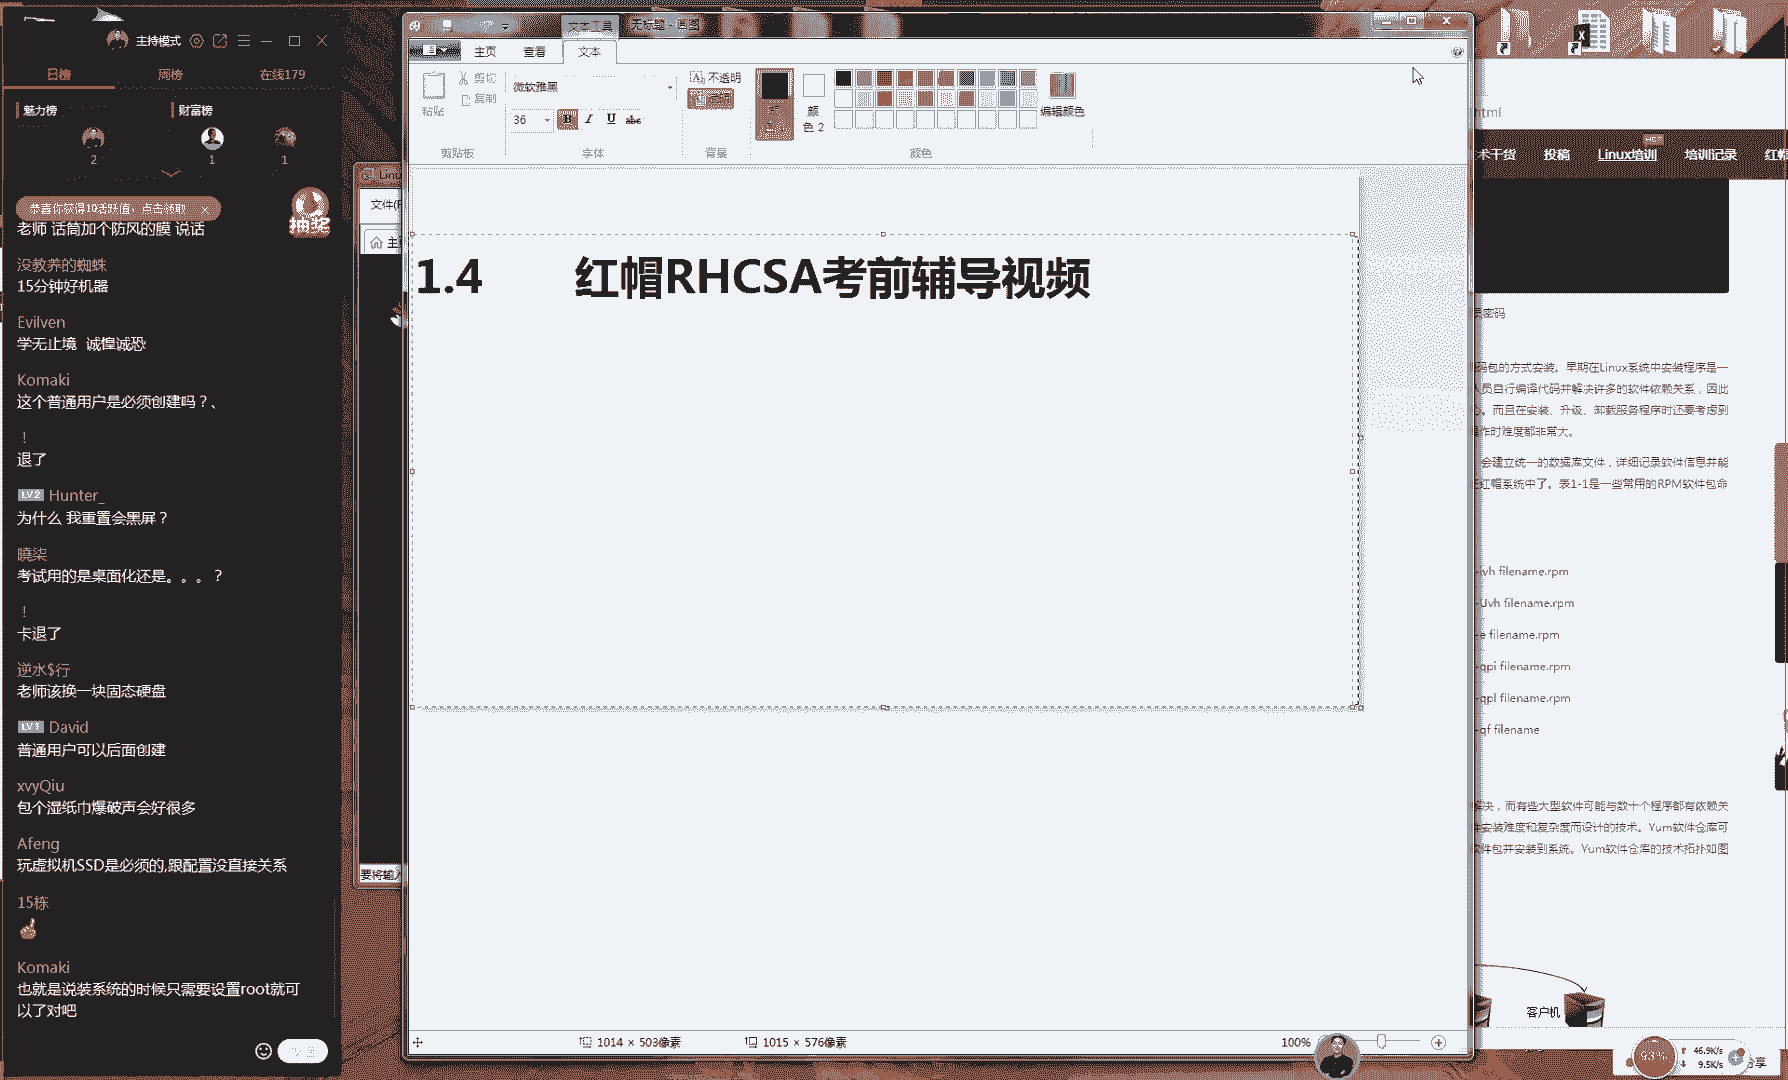 主持模式
日榜
周榜
在线179
魅力榜
财富榜
2
1
1
恭喜你获得10活跃值，点击领取
抽奖
老师 话筒加个防风的膜 说话
没教养的蜘蛛
15分钟好机器
Evilven
学无止境 诚惶诚恐
Komaki
这个普通用户是必须创建吗？、
！
退了
LV2 Hunter_
为什么 我重置会黑屏？
曉柒
考试用的是桌面化还是。。。？
！
卡退了
逆水$行
老师该换一块固态硬盘
LV1 David
普通用户可以后面创建
xvyQiu
包个湿纸巾爆破声会好很多
Afeng
玩虚拟机SSD是必须的,跟配置没直接关系
15栋
Komaki
也就是说装系统的时候只需要设置root就可
以了对吧
文本工具
无标题 - 画图
主页
查看
文本
粘贴
剪切
复制
剪贴板
微软雅黑
36
B I U abc
字体
不透明
背景
颜
色 2
编辑颜色
颜色
1.4 红帽RHCSA考前辅导视频
文件(F
主
要将输入
1014 × 503像素
1015 × 576像素
100%
html
术干货
投稿
HOT
Linux培训
培训记录
红帽
密码
码包的方式安装。早期在Linux系统中安装程序是一
人员自行编译代码并解决许多的软件依赖关系，因此
。而且在安装、升级、卸载服务程序时还要考虑到
操作时难度都非常大。
会建立统一的数据库文件，详细记录软件信息并能
红帽系统中了。表1-1是一些常用的RPM软件包命
-ivh filename.rpm
-Uvh filename.rpm
-e filename.rpm
-qpi filename.rpm
-qpl filename.rpm
-qf filename
解决，而有些大型软件可能与数十个程序都有依赖关
安装难度和复杂度而设计的技术。Yum软件仓库可
软件包并安装到系统。Yum软件仓库的技术拓扑如图
客户机
93%
46.9K/s
9.5K/s
分享